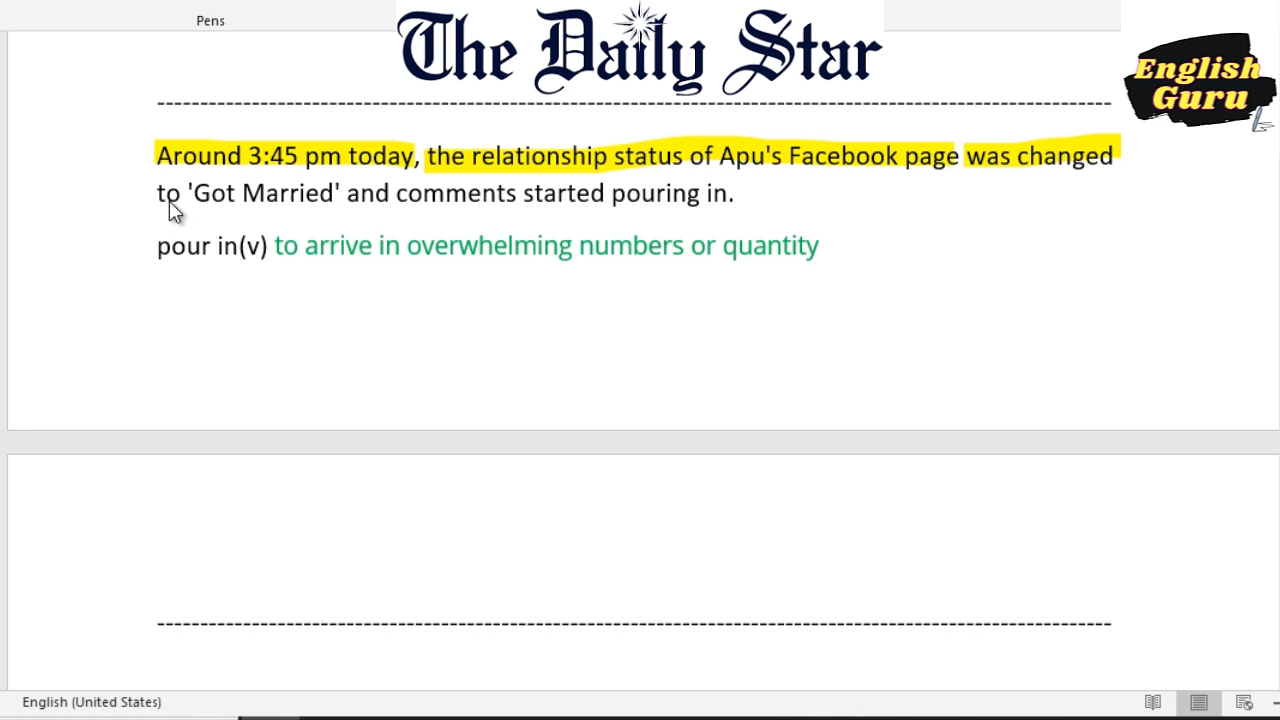 Pens
The Daily Star
English
Guru
--------------------------------------------------------------------------------------------------------------
Around 3:45 pm today, the relationship status of Apu's Facebook page was changed
to 'Got Married' and comments started pouring in.
pour in(v) to arrive in overwhelming numbers or quantity
--------------------------------------------------------------------------------------------------------------
English (United States)